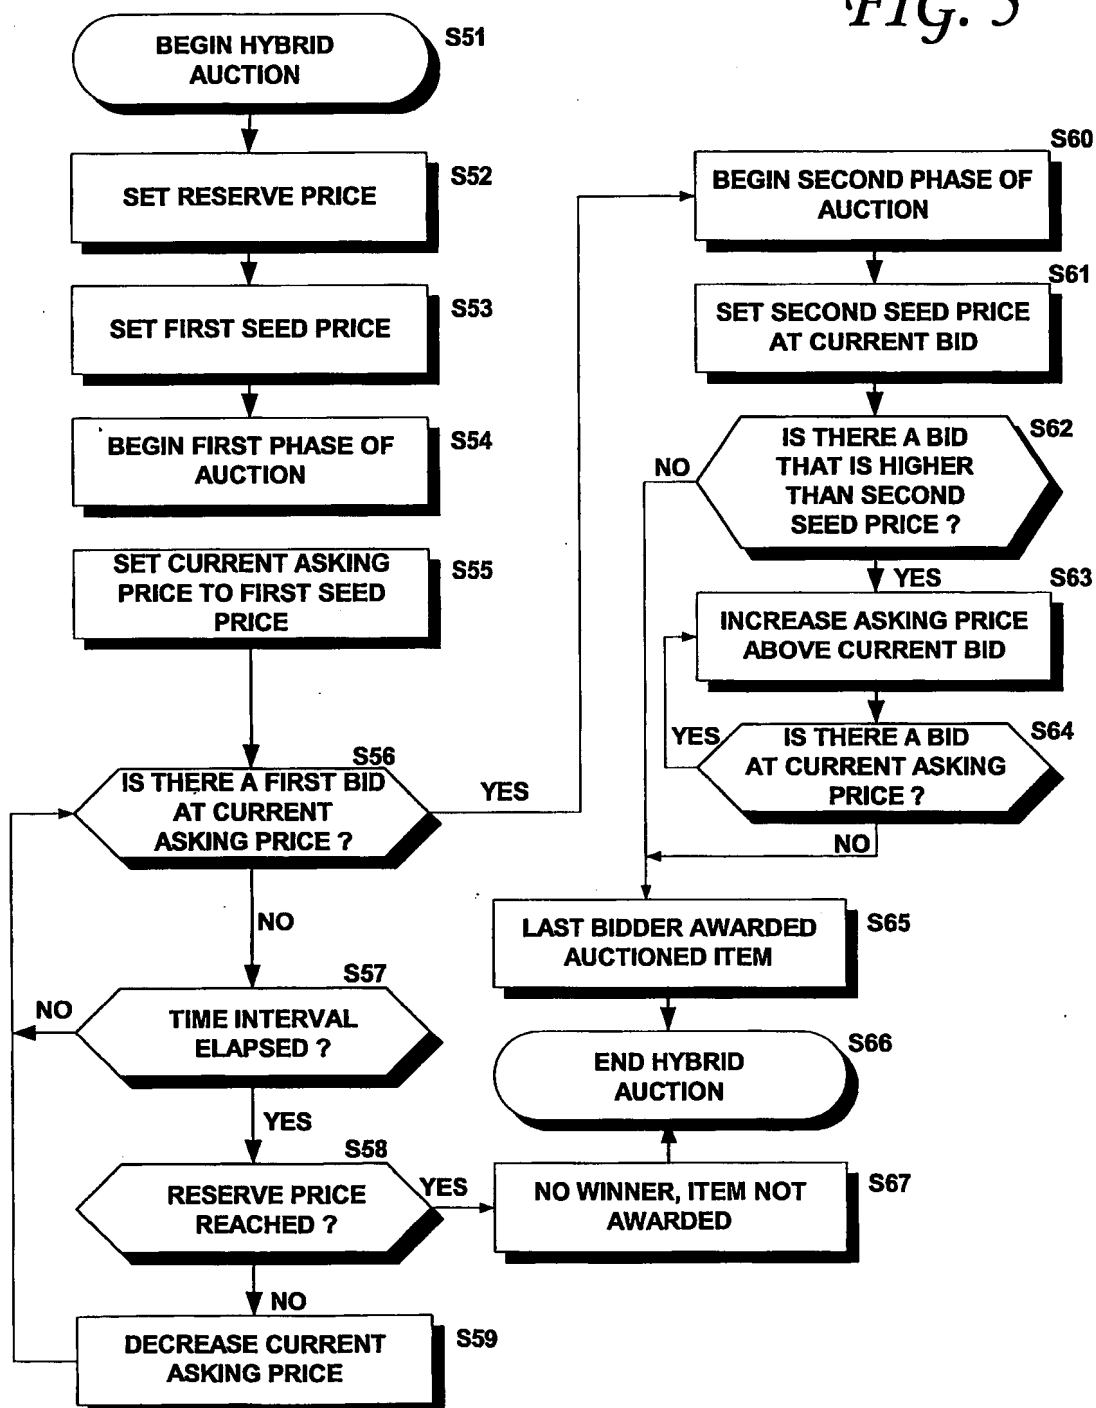 FIG. 5
BEGIN HYBRID
AUCTION
S51
SET RESERVE PRICE
S52
SET FIRST SEED PRICE
S53
BEGIN FIRST PHASE OF
AUCTION
S54
SET CURRENT ASKING
PRICE TO FIRST SEED
PRICE
S55
S56
IS THERE A FIRST BID
AT CURRENT
ASKING PRICE ?
YES
NO
S57
TIME INTERVAL
ELAPSED ?
NO
YES
S58
RESERVE PRICE
REACHED ?
YES
NO
DECREASE CURRENT
ASKING PRICE
S59
S60
BEGIN SECOND PHASE OF
AUCTION
S61
SET SECOND SEED PRICE
AT CURRENT BID
S62
IS THERE A BID
THAT IS HIGHER
THAN SECOND
SEED PRICE ?
NO
YES
S63
INCREASE ASKING PRICE
ABOVE CURRENT BID
S64
IS THERE A BID
AT CURRENT ASKING
PRICE ?
YES
NO
LAST BIDDER AWARDED
AUCTIONED ITEM
S65
END HYBRID
AUCTION
S66
NO WINNER, ITEM NOT
AWARDED
S67